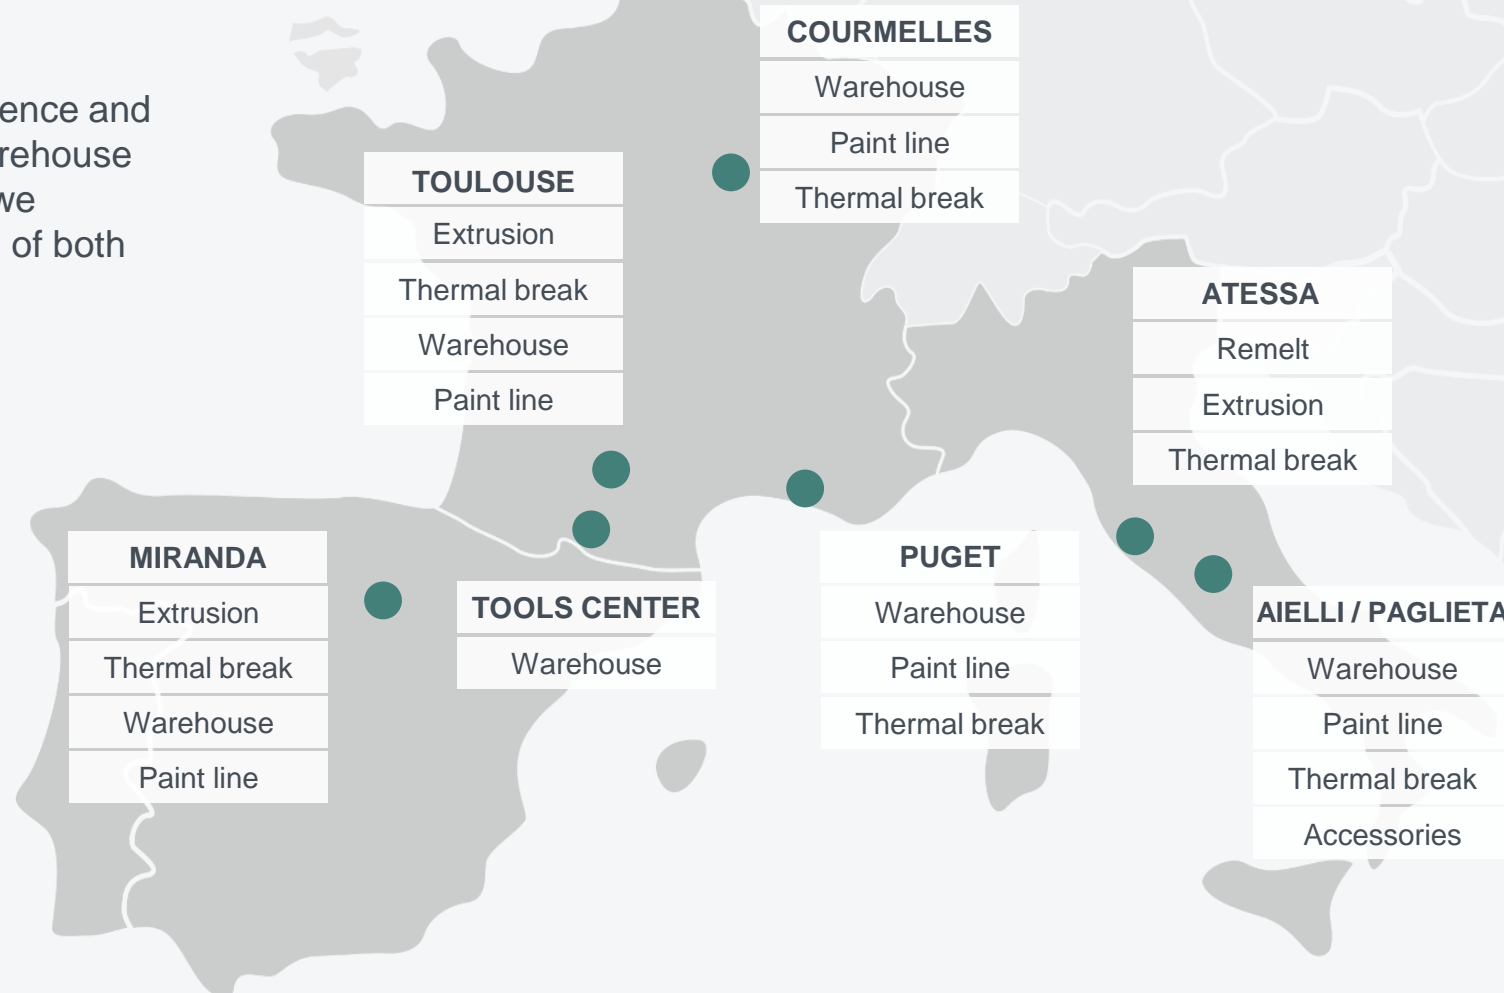 ence and
rehouse
we
of both
COURMELLES
Warehouse
Paint line
Thermal break
TOULOUSE
Extrusion
Thermal break
Warehouse
Paint line
ATESSA
Remelt
Extrusion
Thermal break
MIRANDA
Extrusion
Thermal break
Warehouse
Paint line
TOOLS CENTER
Warehouse
PUGET
Warehouse
Paint line
Thermal break
AIELLI / PAGLIETA
Warehouse
Paint line
Thermal break
Accessories